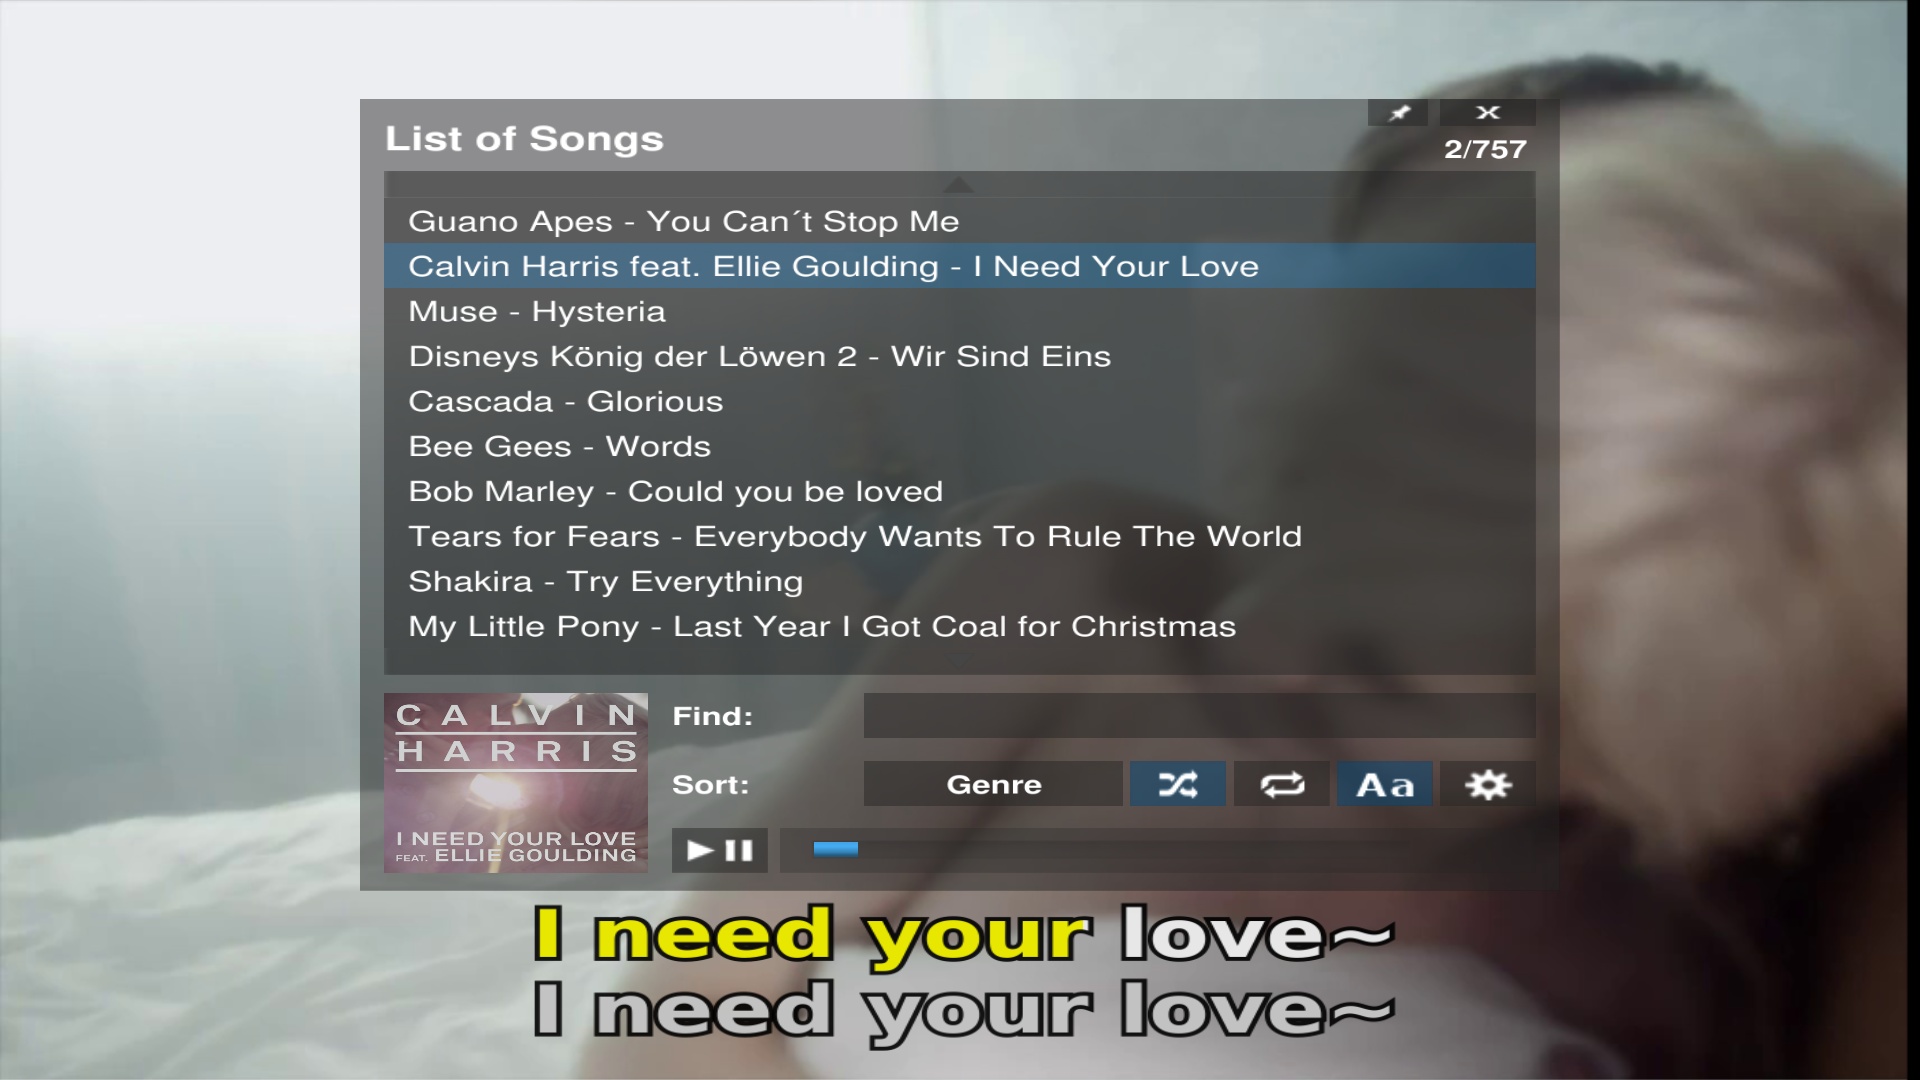 List of Songs
2/757
Guano Apes - You Can´t Stop Me
Calvin Harris feat. Ellie Goulding - I Need Your Love
Muse - Hysteria
Disneys König der Löwen 2 - Wir Sind Eins
Cascada - Glorious
Bee Gees - Words
Bob Marley - Could you be loved
Tears for Fears - Everybody Wants To Rule The World
Shakira - Try Everything
My Little Pony - Last Year I Got Coal for Christmas
CALVIN
HARRIS
I NEED YOUR LOVE
FEAT. ELLIE GOULDING
Find:
Sort:
Genre
Aa
I need your love~
I need your love~